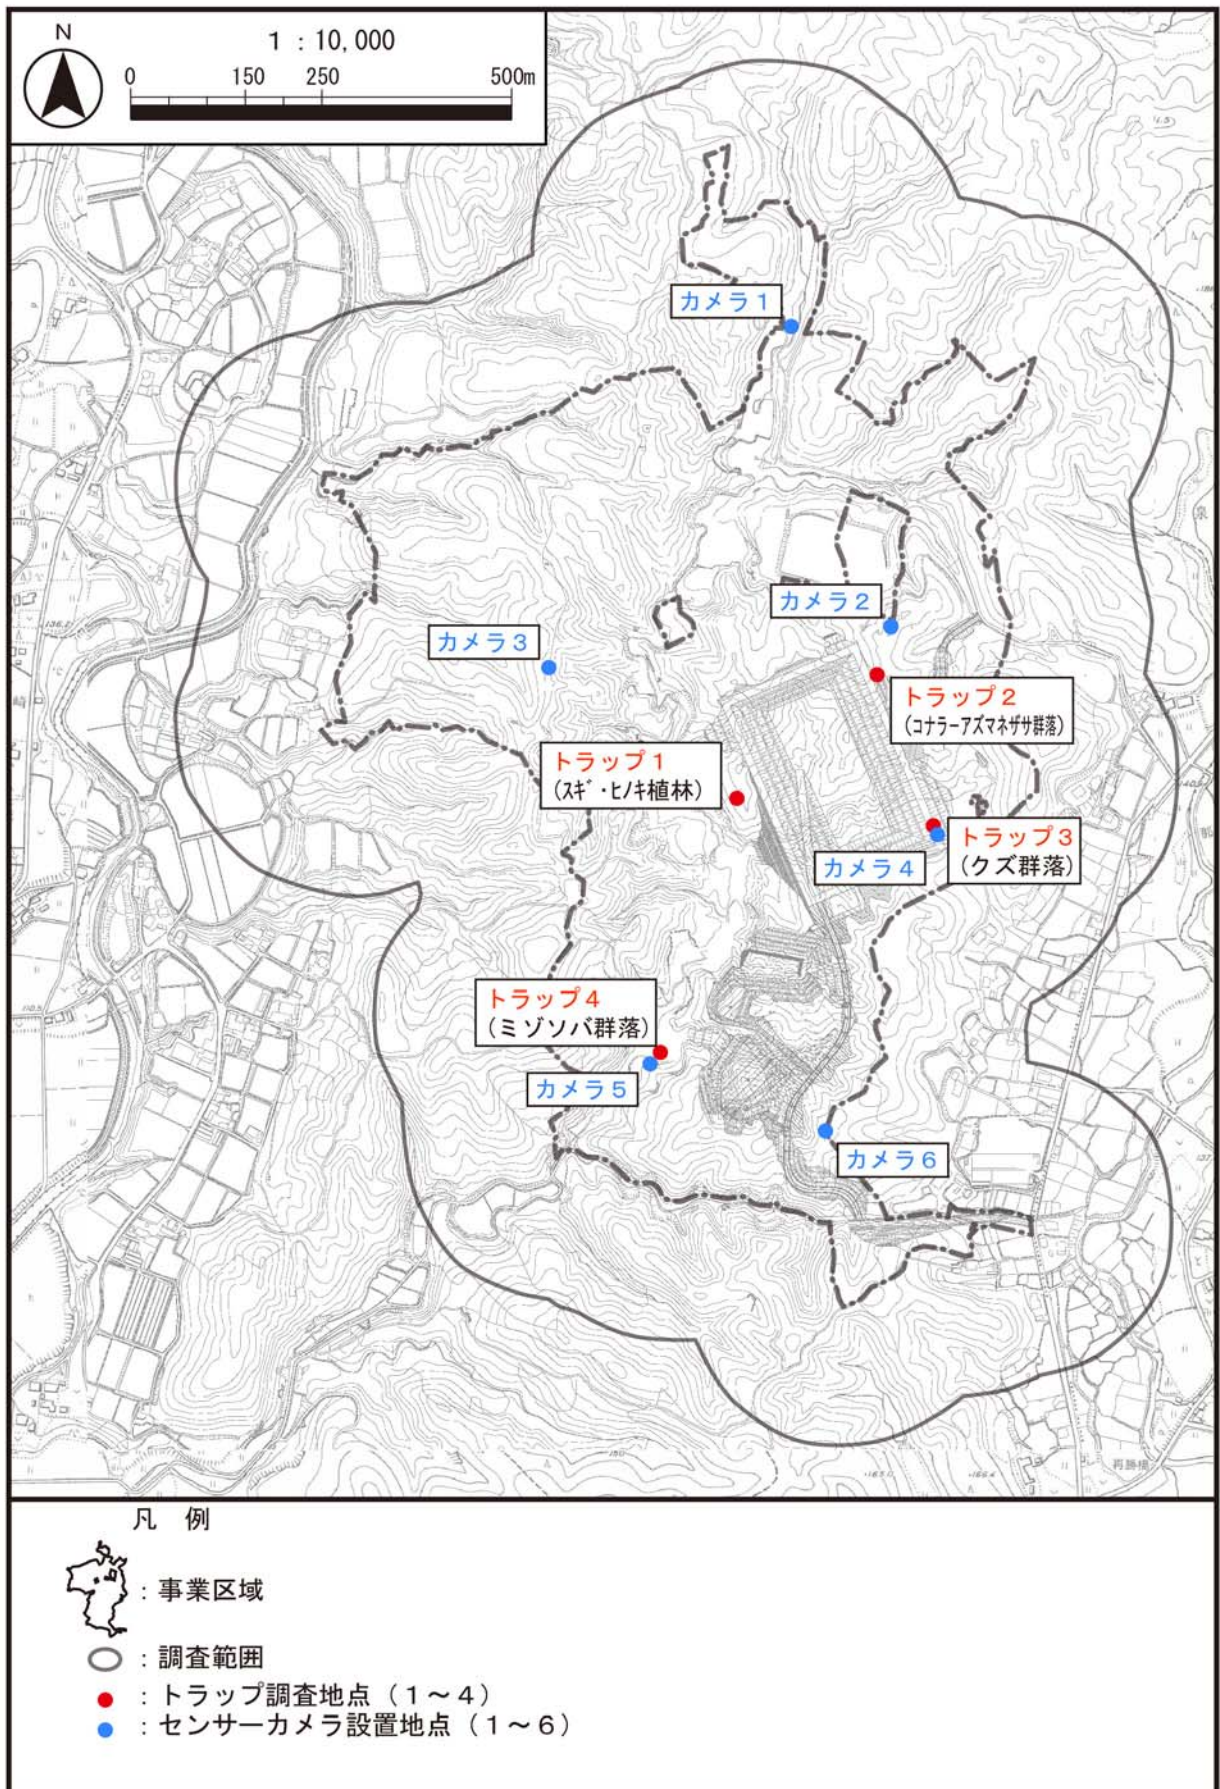 N
1 : 10,000
0 150 250 500m
カメラ1
泉
カメラ2
136.2
カメラ3
崎
トラップ2
(コナラーアズマネザサ群落)
トラップ1
(スギ・ヒノキ植林)
トラップ3
(クズ群落)
カメラ4
トラップ4
(ミゾソバ群落)
カメラ5
カメラ6
凡 例
: 事業区域
: 調査範囲
: トラップ調査地点 (1~4)
: センサーカメラ設置地点 (1~6)